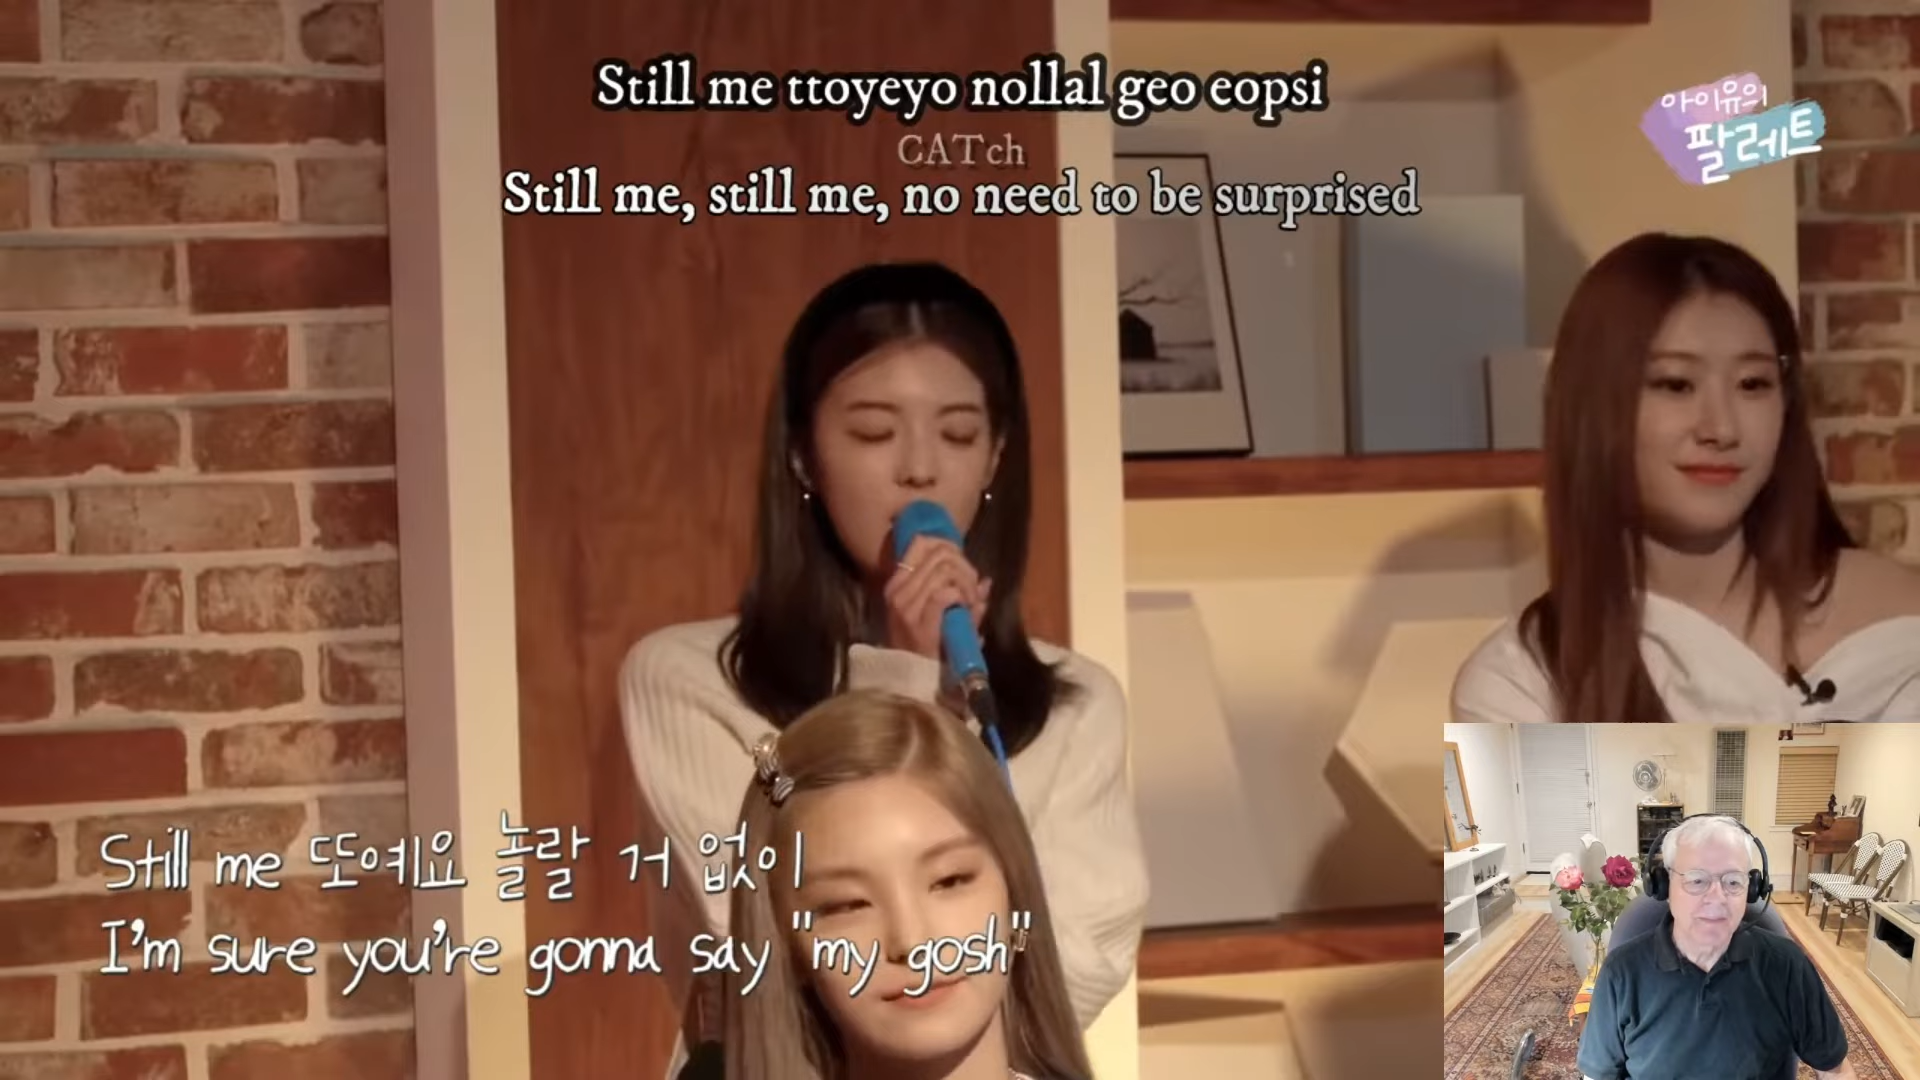 Still me ttoyeyo nollal geo eopsi
CATch
Still me, still me, no need to be surprised
아이유의
팔레트
Still me 또예요 놀랄 거 없이
I'm sure you're gonna say "my gosh"